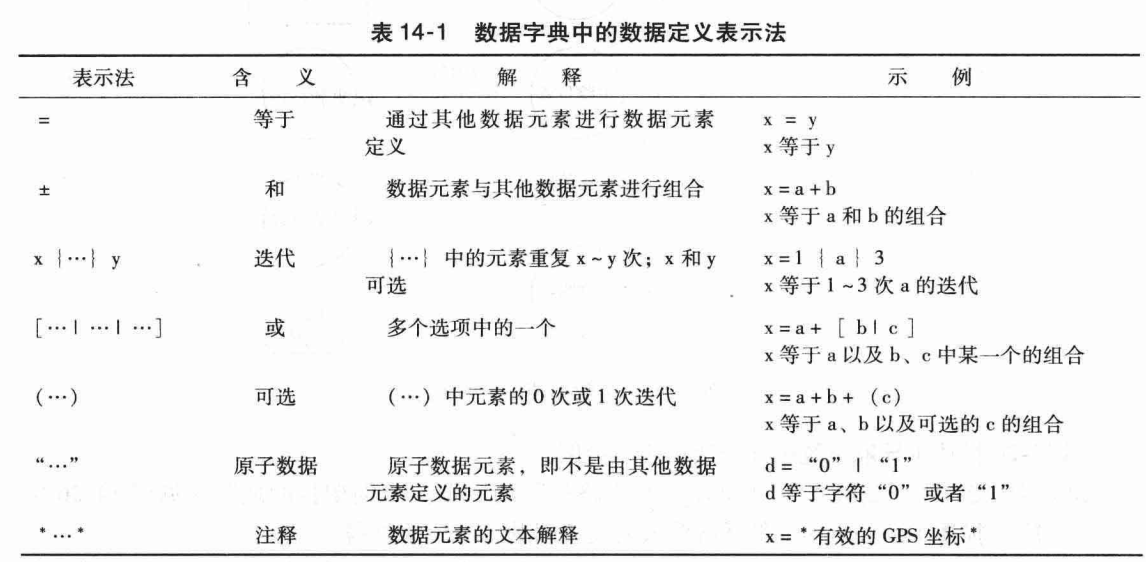 表 14-1 数据字典中的数据定义表示法
表示法 含 义 解 释 示 例
= 等于 通过其他数据元素进行数据元素 x = y
定义 x 等于 y
± 和 数据元素与其他数据元素进行组合 x = a + b
x 等于 a 和 b 的组合
x {…} y 迭代 {…} 中的元素重复 x ~ y 次；x 和 y x = 1 { a } 3
可选 x 等于 1 ~ 3 次 a 的迭代
[…| …| …] 或 多个选项中的一个 x = a + [ b| c ]
x 等于 a 以及 b、c 中某一个的组合
(…) 可选 (…) 中元素的 0 次或 1 次迭代 x = a + b + (c)
x 等于 a、b 以及可选的 c 的组合
“…” 原子数据 原子数据元素，即不是由其他数据 d = “0” | “1”
元素定义的元素 d 等于字符“0”或者“1”
* … * 注释 数据元素的文本解释 x = * 有效的 GPS 坐标 *